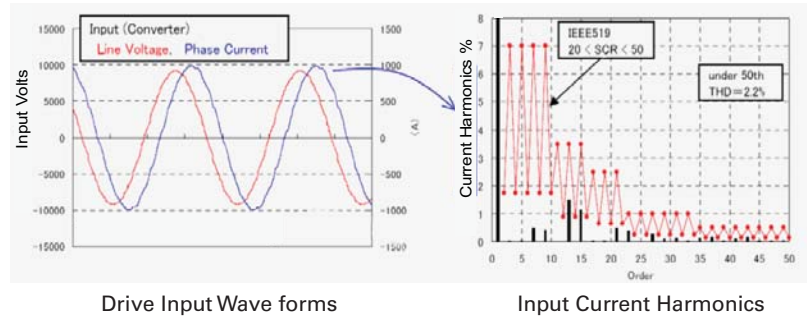 Input (Converter)
Line Voltage, Phase Current
Input Volts
15000
10000
5000
0
-5000
-10000
-15000
1500
1000
500
0
-500
-1000
-1500
(A)
Drive Input Wave forms
Current Harmonics %
8
7
6
5
4
3
2
1
0
IEEE519
20 < SCR < 50
under 50th
THD=2.2%
0 5 10 15 20 25 30 35 40 45 50
Order
Input Current Harmonics